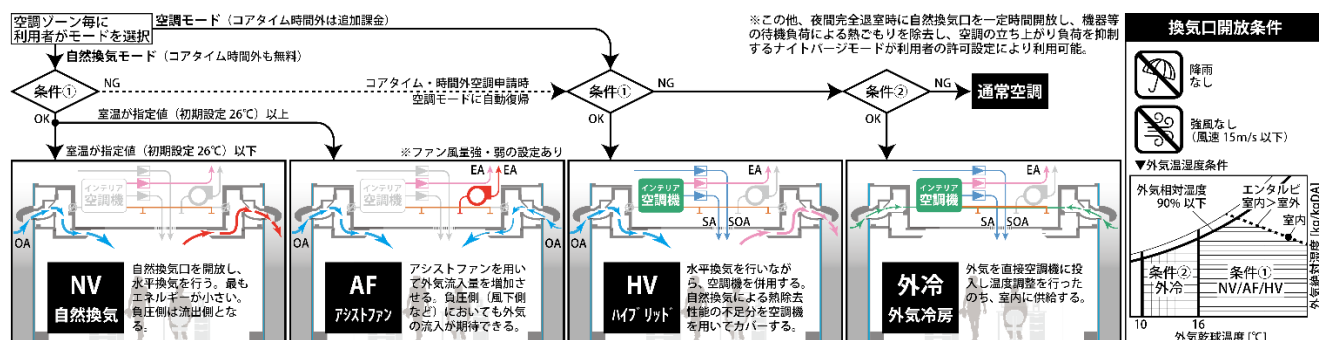 空調ゾーン毎に
利用者がモードを選択
空調モード（コアタイム時間外は追加課金）
自然換気モード（コアタイム時間外も無料）
条件①
NG
OK
コアタイム・時間外空調申請時
空調モードに自動復帰
条件①
NG
OK
条件②
NG
OK
通常空調
※この他、夜間完全退室時に自然換気口を一定時間開放し、機器等
の待機負荷による熱ごもりを除去し、空調の立ち上がり負荷を抑制
するナイトパージモードが利用者の許可設定により利用可能。
室温が指定値（初期設定 26℃）以上
室温が指定値（初期設定 26℃）以下
※ファン風量強・弱の設定あり
インテリア
空調機
OA
NV
自然換気
自然換気口を開放し、
水平換気を行う。最も
エネルギーが小さい。
負圧側は流出側とな
る。
インテリア
空調機
EA
EA
OA
OA
AF
アシストファン
アシストファンを用い
て外気流入量を増加さ
せる。負圧側（風下側
など）においても外気
の流入が期待できる。
インテリア
空調機
EA
SA
SOA
OA
HV
ハイブリッド
水平換気を行いなが
ら、空調機を併用する。
自然換気による熱除去
性能の不足分を空調機
を用いてカバーする。
インテリア
空調機
EA
SA
SOA
外冷
外気冷房
外気を直接空調機に投
入し温度調整を行った
のち、室内に供給する。
換気口開放条件
降雨
なし
強風なし
（風速 15m/s 以下）
▼外気温湿度条件
外気相対湿度
90% 以下
エンタルピ
室内＞室外
室内
条件②
外冷
条件①
NV/AF/HV
10
16
外気乾球温度 [℃]
外気絶対湿度 [kg/kgDA]